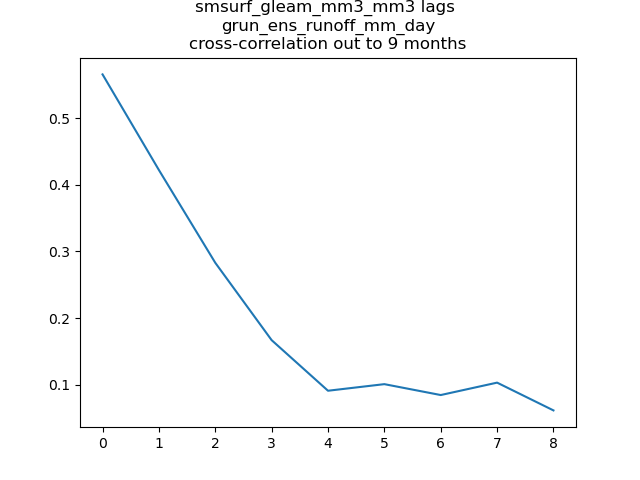 smsurf_gleam_mm3_mm3 lags
grun_ens_runoff_mm_day
cross-correlation out to 9 months
0.5
0.4
0.3
0.2
0.1
0 1 2 3 4 5 6 7 8